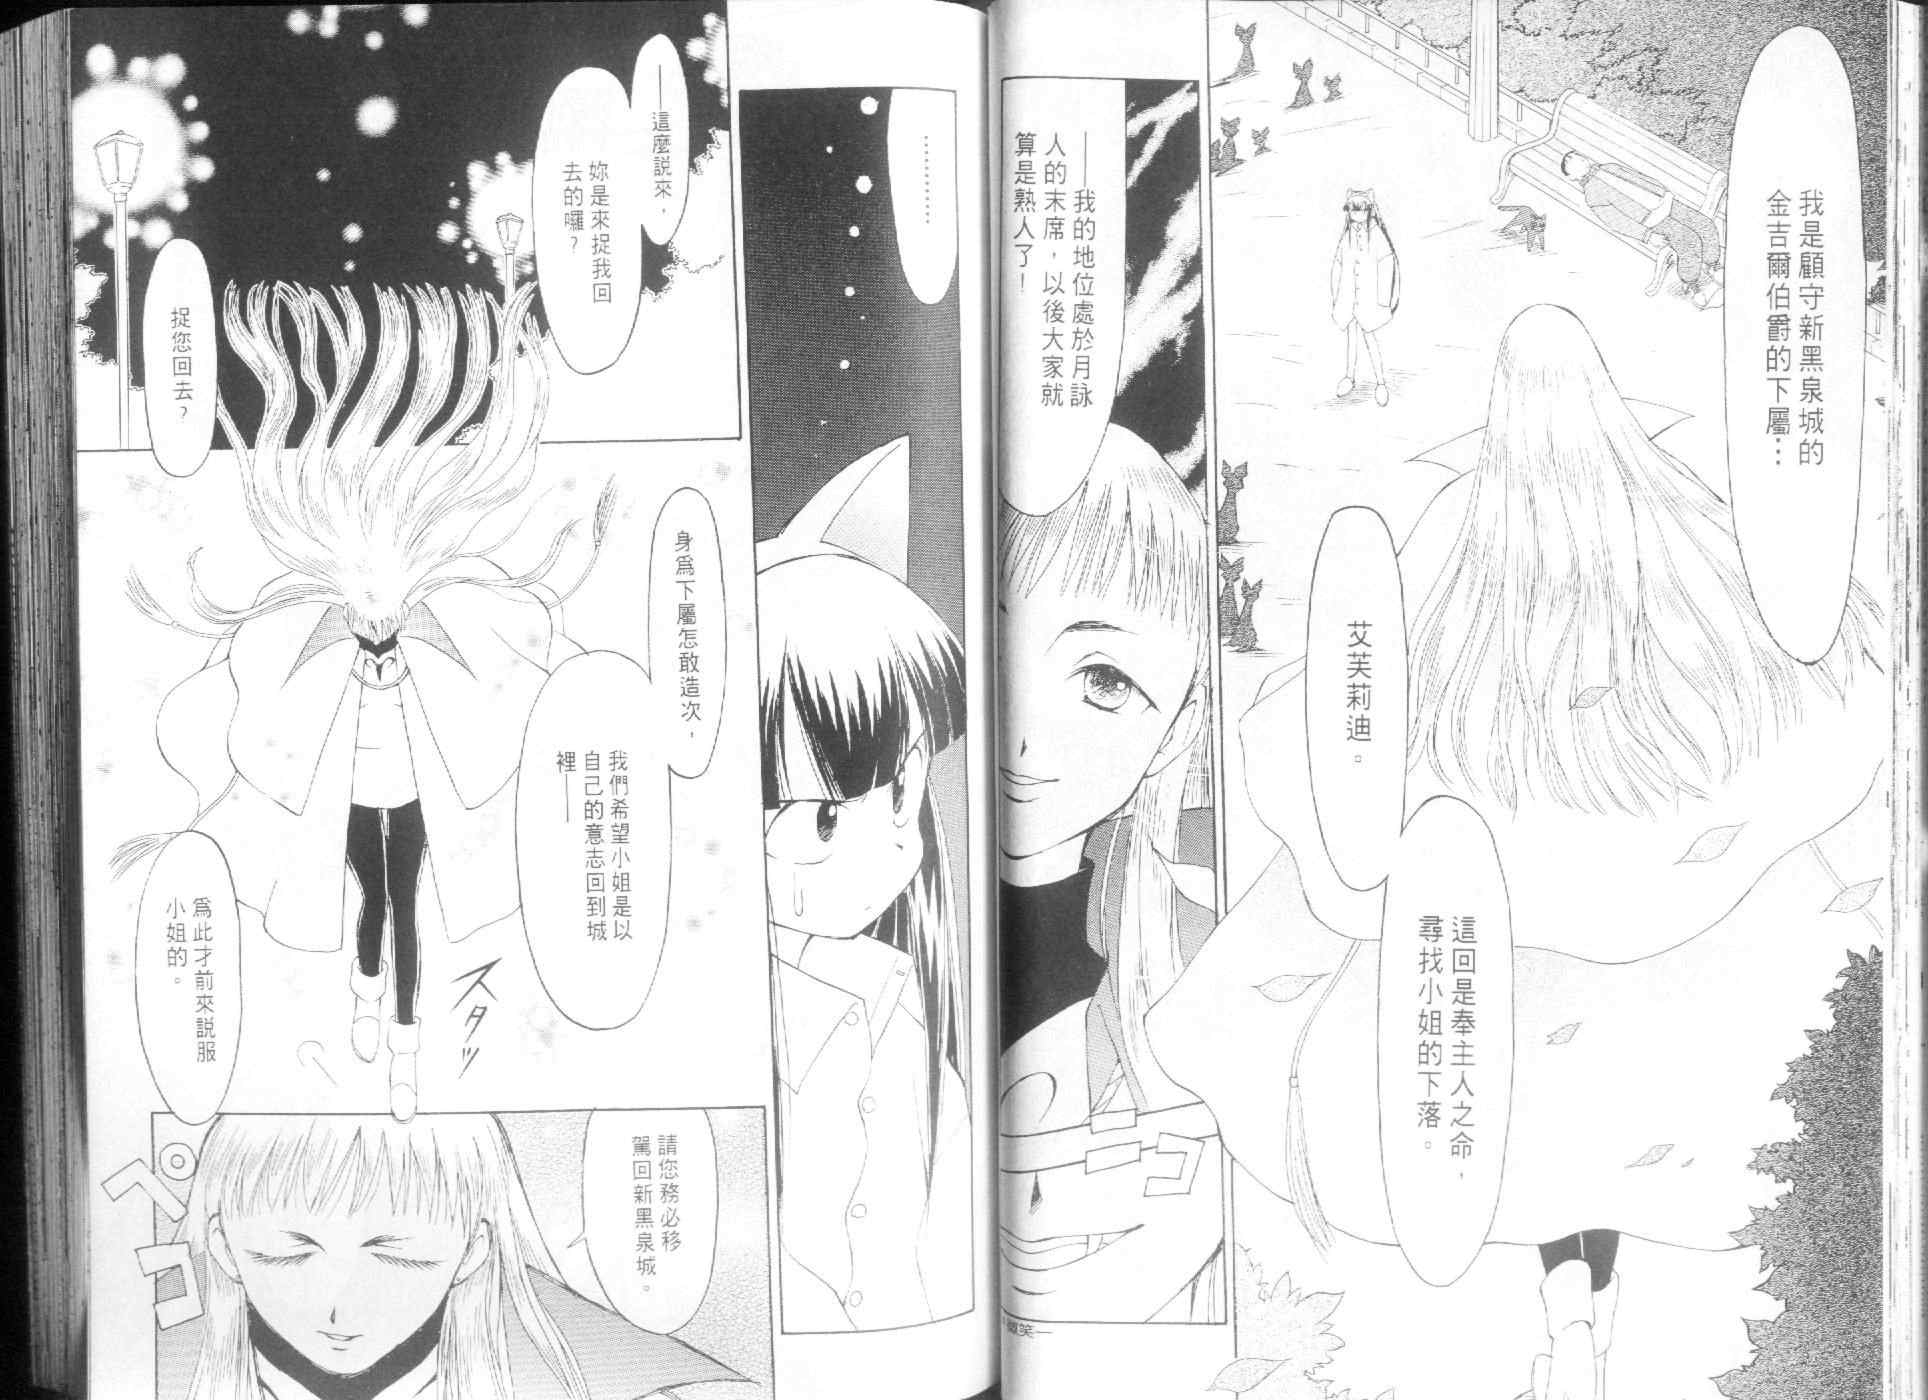 我是顧守新黑泉城的
金吉爾伯爵的下屬…
艾芙莉迪。
這回是奉主人之命，
尋找小姐的下落。
——我的地位處於月詠
人的末席，以後大家就
算是熟人了！
ニコ
微笑—
…………
——這麼說來，
妳是來捉我回
去的囉？
捉您回去？
身為下屬怎敢造次，
我們希望小姐是以
自己的意志回到城
裡——
為此才前來說服
小姐的。
スタッ
請您務必移
駕回新黑泉城。
ペコ